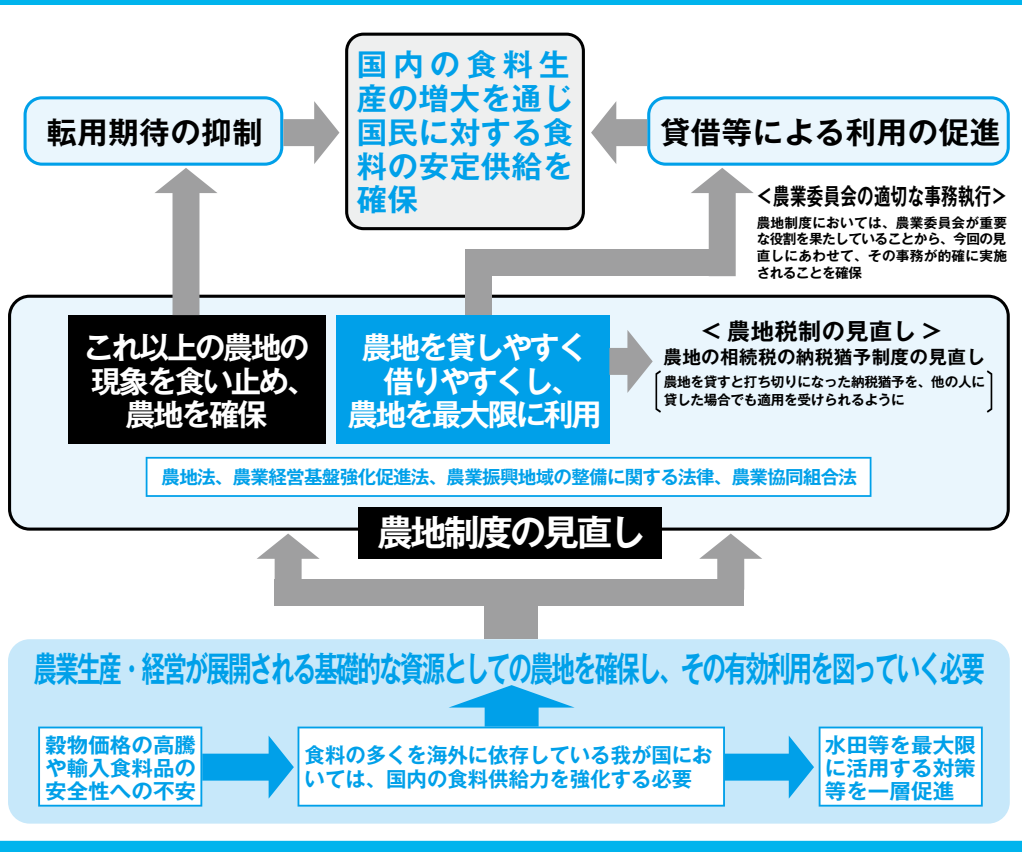 国内の食料生
産の増大を通じ
国民に対する食
料の安定供給を
確保
転用期待の抑制
貸借等による利用の促進
＜農業委員会の適切な事務執行＞
農地制度においては、農業委員会が重要
な役割を果たしていることから、今回の見
直しにあわせて、その事務が的確に実施
されることを確保
これ以上の農地の
現象を食い止め、
農地を確保
農地を貸しやすく
借りやすくし、
農地を最大限に利用
＜農地税制の見直し＞
農地の相続税の納税猶予制度の見直し
農地を貸すと打ち切りになった納税猶予を、他の人に
貸した場合でも適用を受けられるように
農地法、農業経営基盤強化促進法、農業振興地域の整備に関する法律、農業協同組合法
農地制度の見直し
農業生産・経営が展開される基礎的な資源としての農地を確保し、その有効利用を図っていく必要
穀物価格の高騰
や輸入食料品の
安全性への不安
食料の多くを海外に依存している我が国にお
いては、国内の食料供給力を強化する必要
水田等を最大限
に活用する対策
等を一層促進